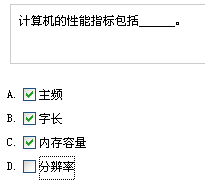 计算机的性能指标包括______。
A. 主频
B. 字长
C. 内存容量
D. 分辨率